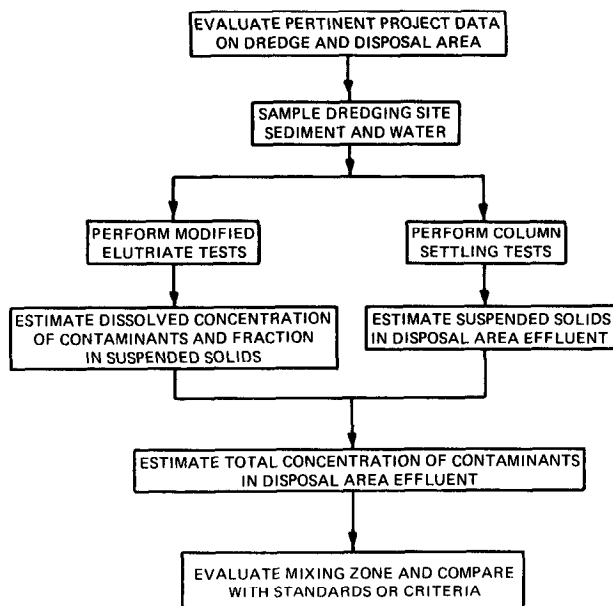 EVALUATE PERTINENT PROJECT DATA
ON DREDGE AND DISPOSAL AREA
SAMPLE DREDGING SITE
SEDIMENT AND WATER
PERFORM MODIFIED
ELUTRIATE TESTS
PERFORM COLUMN
SETTLING TESTS
ESTIMATE DISSOLVED CONCENTRATION
OF CONTAMINANTS AND FRACTION
IN SUSPENDED SOLIDS
ESTIMATE SUSPENDED SOLIDS
IN DISPOSAL AREA EFFLUENT
ESTIMATE TOTAL CONCENTRATION OF CONTAMINANTS
IN DISPOSAL AREA EFFLUENT
EVALUATE MIXING ZONE AND COMPARE
WITH STANDARDS OR CRITERIA